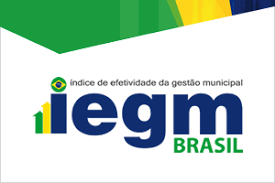 índice de efetividade da gestão municipal
iegm
BRASIL